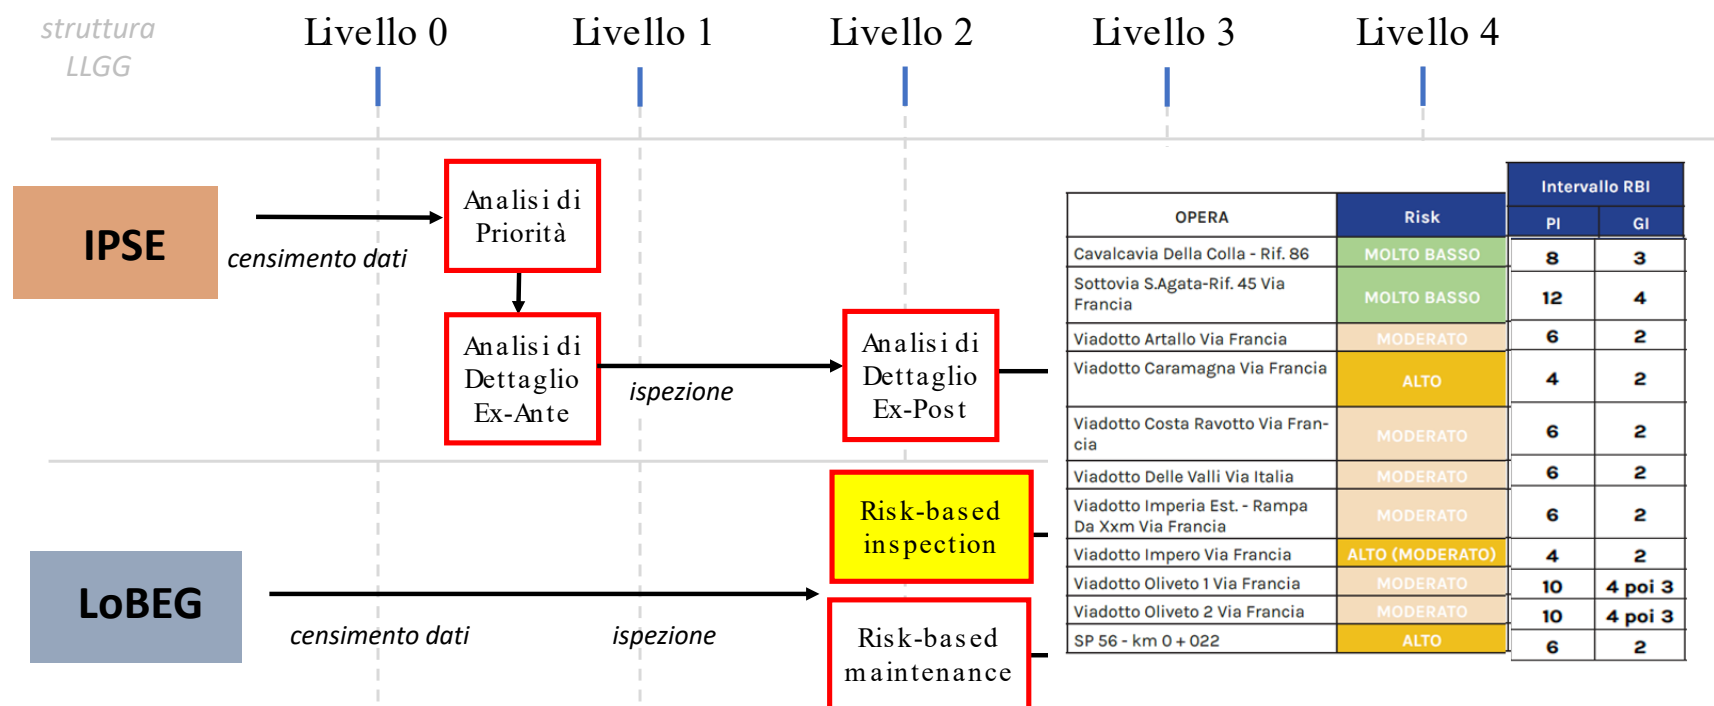 struttura
LLGG
Livello 0
Livello 1
Livello 2
Livello 3
Livello 4
IPSE
censimento dati
Analisi di
Priorità
Analisi di
Dettaglio
Ex-Ante
ispezione
Analisi di
Dettaglio
Ex-Post
LoBEG
censimento dati
ispezione
Risk-based
inspection
Risk-based
maintenance
Intervallo RBI
OPERA Risk PI GI
Cavalcavia Della Colla - Rif. 86 MOLTO BASSO 8 3
Sottovia S.Agata-Rif. 45 Via
Francia MOLTO BASSO 12 4
Viadotto Artallo Via Francia MODERATO 6 2
Viadotto Caramagna Via Francia ALTO 4 2
Viadotto Costa Ravotto Via Fran-
cia MODERATO 6 2
Viadotto Delle Valli Via Italia MODERATO 6 2
Viadotto Imperia Est. - Rampa
Da Xxm Via Francia MODERATO 6 2
Viadotto Impero Via Francia ALTO (MODERATO) 4 2
Viadotto Oliveto 1 Via Francia MODERATO 10 4 poi 3
Viadotto Oliveto 2 Via Francia MODERATO 10 4 poi 3
SP 56 - km 0 + 022 ALTO 6 2